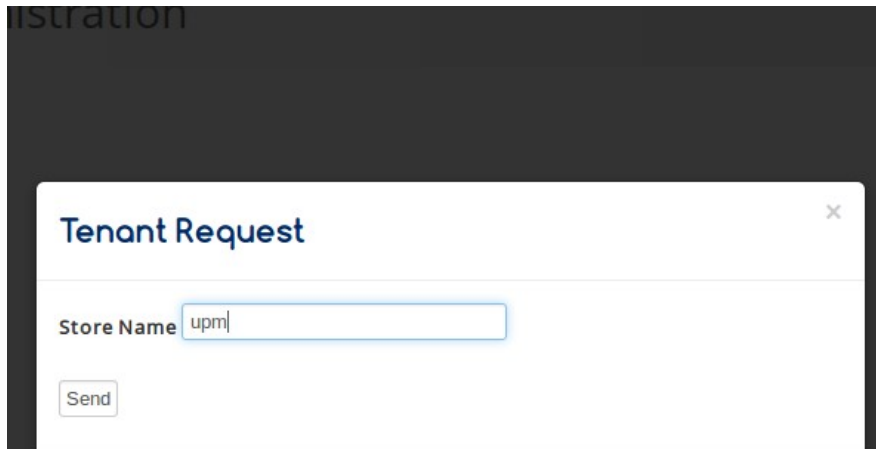 istration
Tenant Request
×
Store Name upm
Send